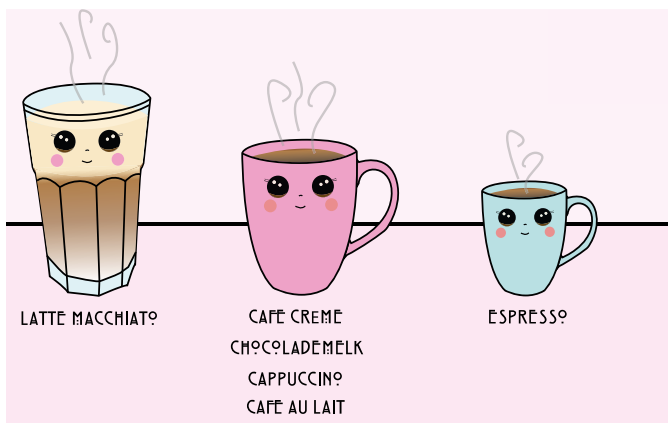 LATTE MACCHIATO
CAFE CREME
CHOCOLADEMELK
CAPPUCCINO
CAFE AU LAIT
ESPRESSO